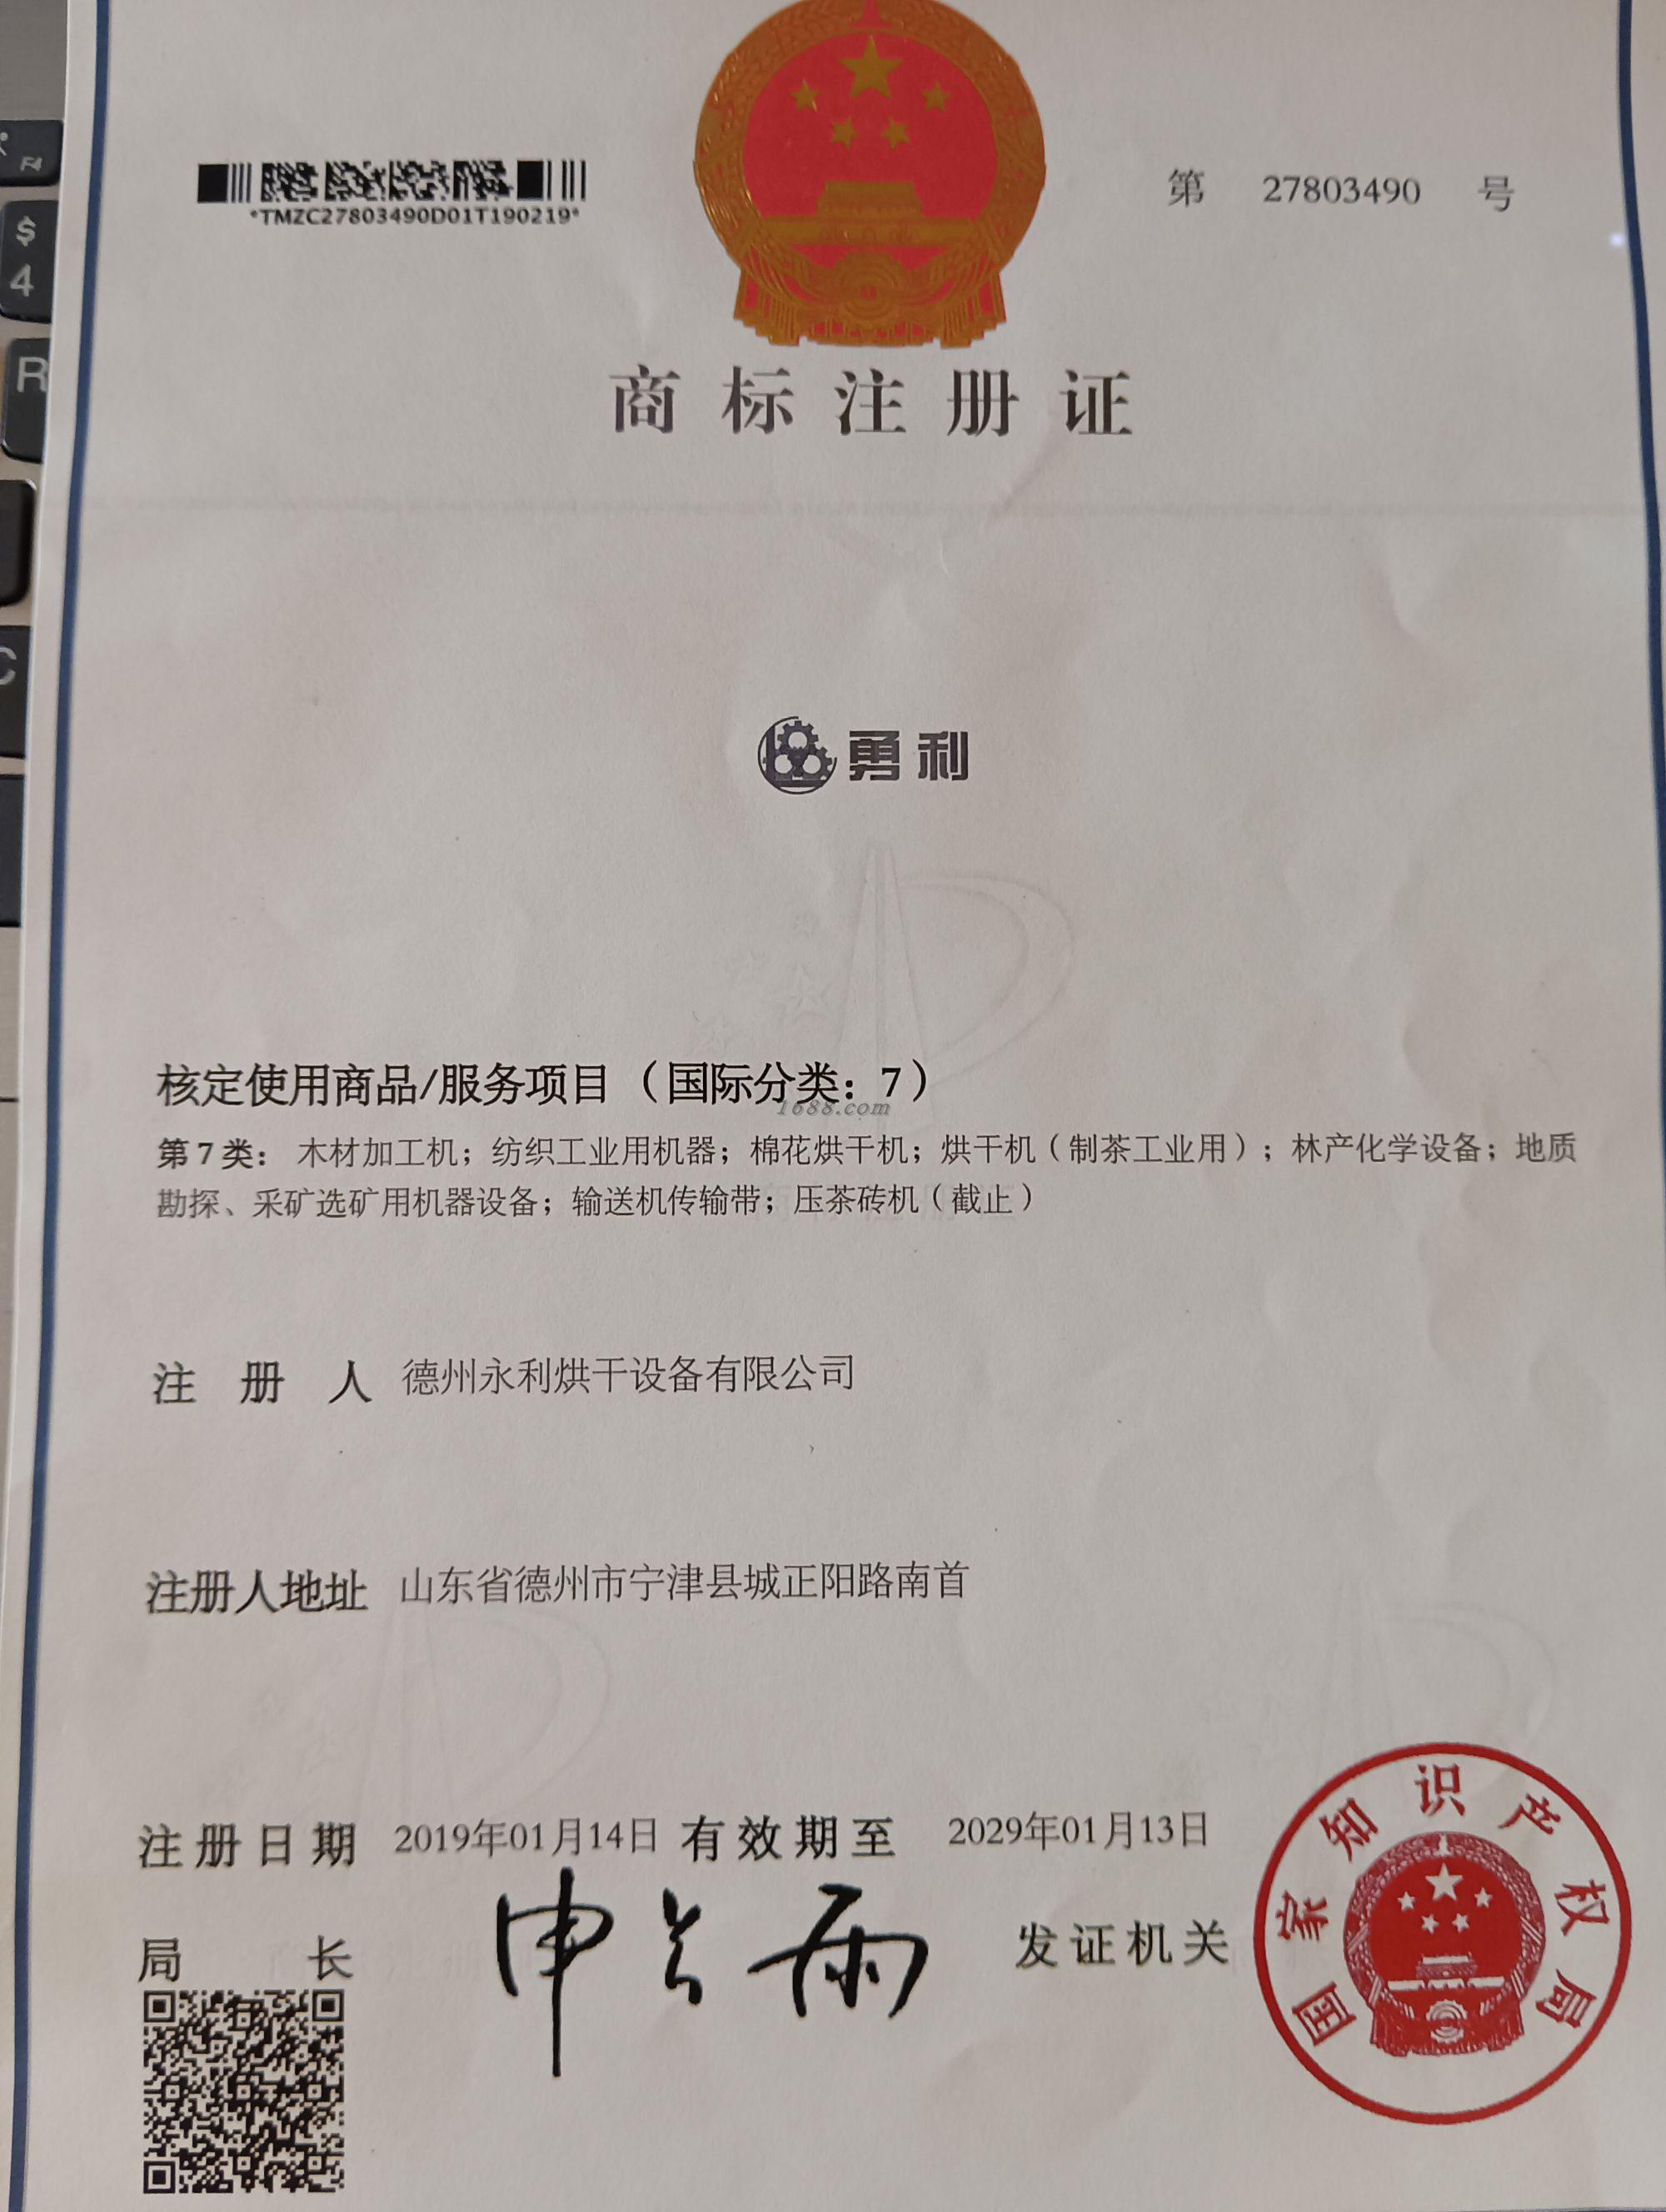 F4
$
4
R
C
*TMZC27803490D01T190219*
第 27803490 号
商标注册证
勇利
核定使用商品/服务项目（国际分类：7）
1688.com
第7类：木材加工机；纺织工业用机器；棉花烘干机；烘干机（制茶工业用）；林产化学设备；地质
勘探、采矿选矿用机器设备；输送机传输带；压茶砖机（截止）
注册人 德州永利烘干设备有限公司
注册人地址 山东省德州市宁津县城正阳路南首
注册日期 2019年01月14日 有效期至 2029年01月13日
局长 申长雨 发证机关
国家知识产权局